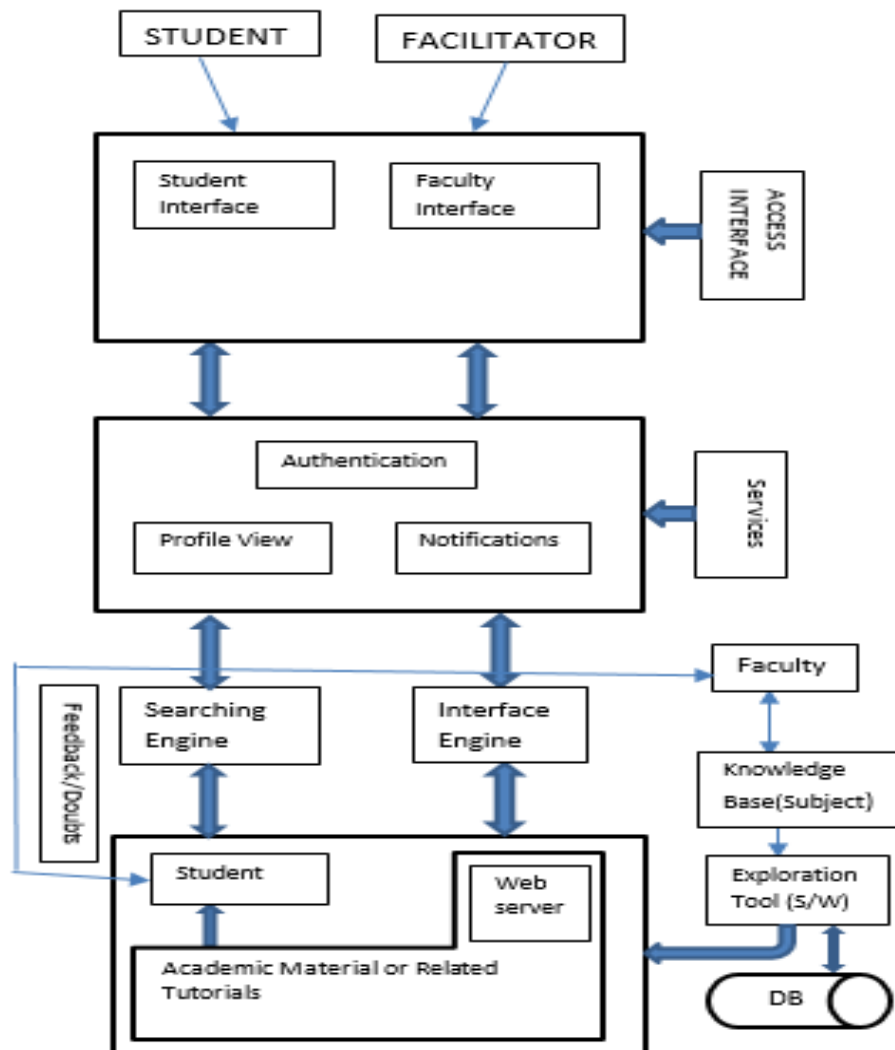 STUDENT
FACILITATOR
Student
Interface
Faculty
Interface
ACCESS
INTERFACE
Authentication
Profile View
Notifications
Services
Faculty
Searching
Engine
Interface
Engine
Feedback/Doubts
Knowledge
Base(Subject)
Student
Web
server
Exploration
Tool (S/W)
Academic Material or Related
Tutorials
DB